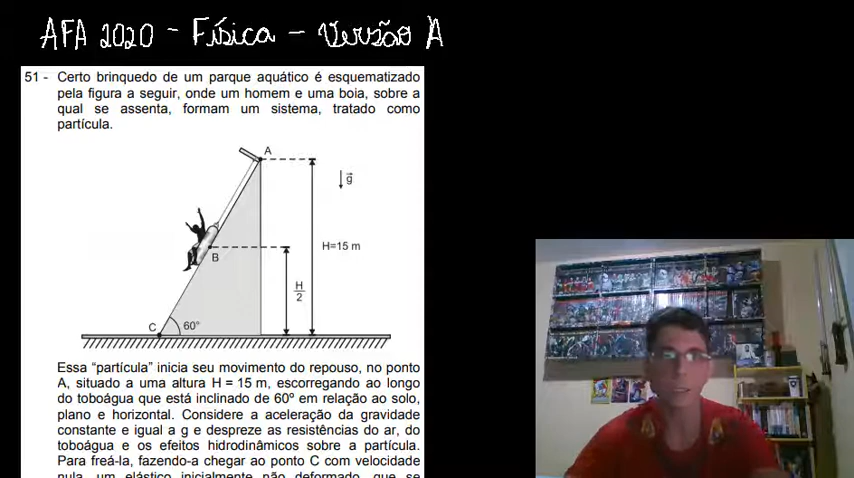 AFA 2020 - Física - Versão A
51 - Certo brinquedo de um parque aquático é esquematizado
pela figura a seguir, onde um homem e uma boia, sobre a
qual se assenta, formam um sistema, tratado como
partícula.
A
g
H=15 m
B
H
2
C
60°
Essa “partícula” inicia seu movimento do repouso, no ponto
A, situado a uma altura H = 15 m, escorregando ao longo
do toboágua que está inclinado de 60º em relação ao solo,
plano e horizontal. Considere a aceleração da gravidade
constante e igual a g e despreze as resistências do ar, do
toboágua e os efeitos hidrodinâmicos sobre a partícula.
Para freá-la, fazendo-a chegar ao ponto C com velocidade
nula, um elástico inicialmente não deformado, que se